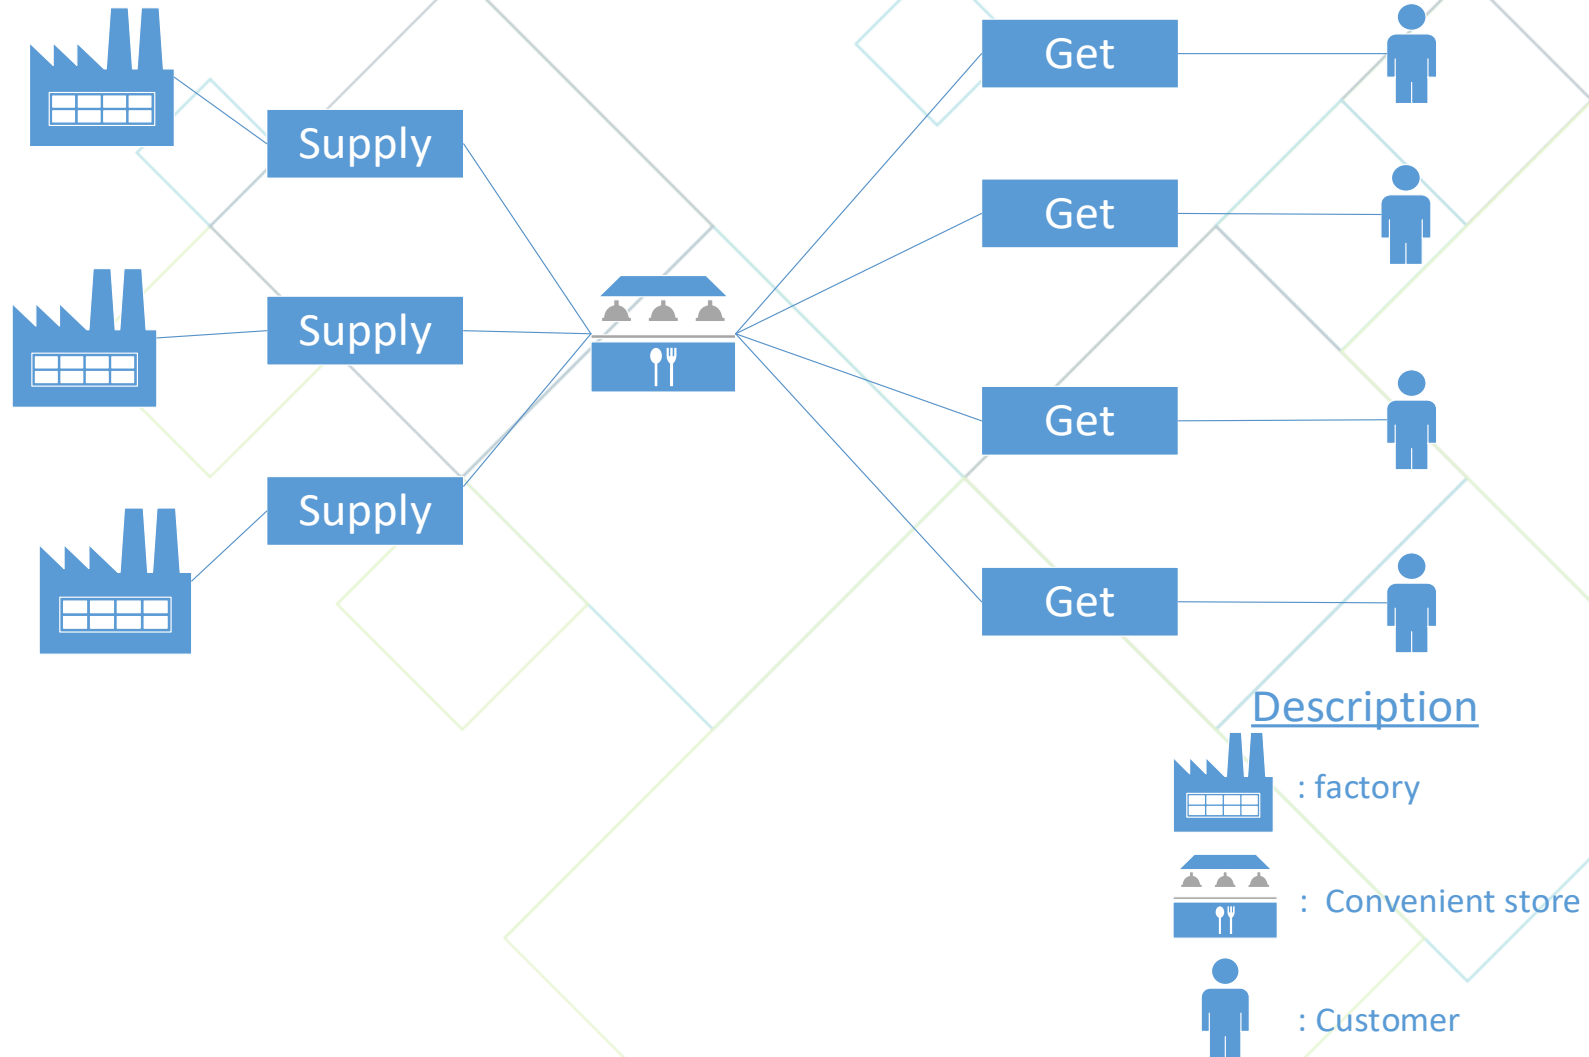 Get
Supply
Get
Supply
Get
Supply
Get
Description
: factory
: Convenient store
: Customer